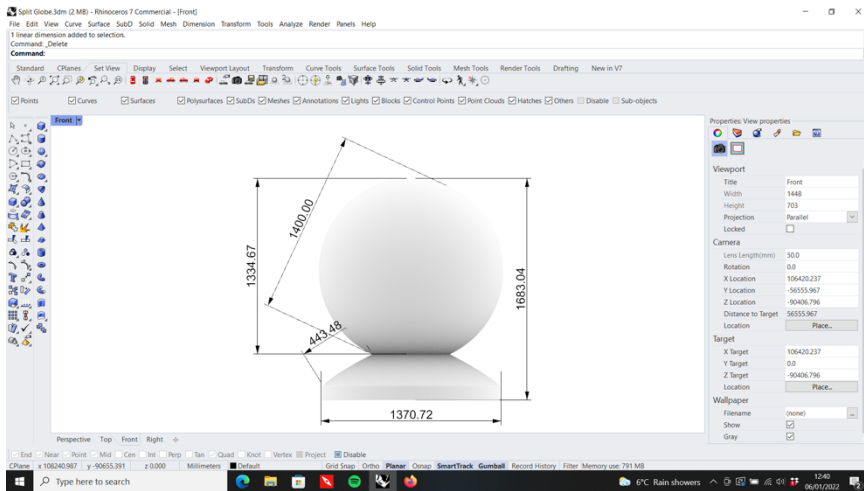 Split Globe.3dm (2 MB) - Rhinoceros 7 Commercial - [Front]
File Edit View Curve Surface SubD Solid Mesh Dimension Transform Tools Analyze Render Panels Help
1 linear dimension added to selection.
Command: _Delete
Command:
Standard CPlanes Set View Display Select Viewport Layout Transform Curve Tools Surface Tools Solid Tools Mesh Tools Render Tools Drafting New in V7
Points Curves Surfaces Polysurfaces SubDs Meshes Annotations Lights Blocks Control Points Point Clouds Hatches Others Disable Sub-objects
Front
1400.00
1334.67
443.48
1683.04
1370.72
Properties: View properties
Viewport
Title Front
Width 1448
Height 703
Projection Parallel
Locked
Camera
Lens Length(mm) 50.0
Rotation 0.0
X Location 106420.237
Y Location -56555.967
Z Location -90406.796
Distance to Target 56555.967
Location Place..
Target
X Target 106420.237
Y Target 0.0
Z Target -90406.796
Location Place..
Wallpaper
Filename (none) ...
Show
Gray
Perspective Top Front Right
End Near Point Mid Cen Int Perp Tan Quad Knot Vertex Project Disable
CPlane x 108240.987 y -90655.391 z 0.000 Millimeters Default Grid Snap Ortho Planar Osnap SmartTrack Gumball Record History Filter Memory use: 791 MB
Type here to search
6°C Rain showers
12:40
06/01/2022